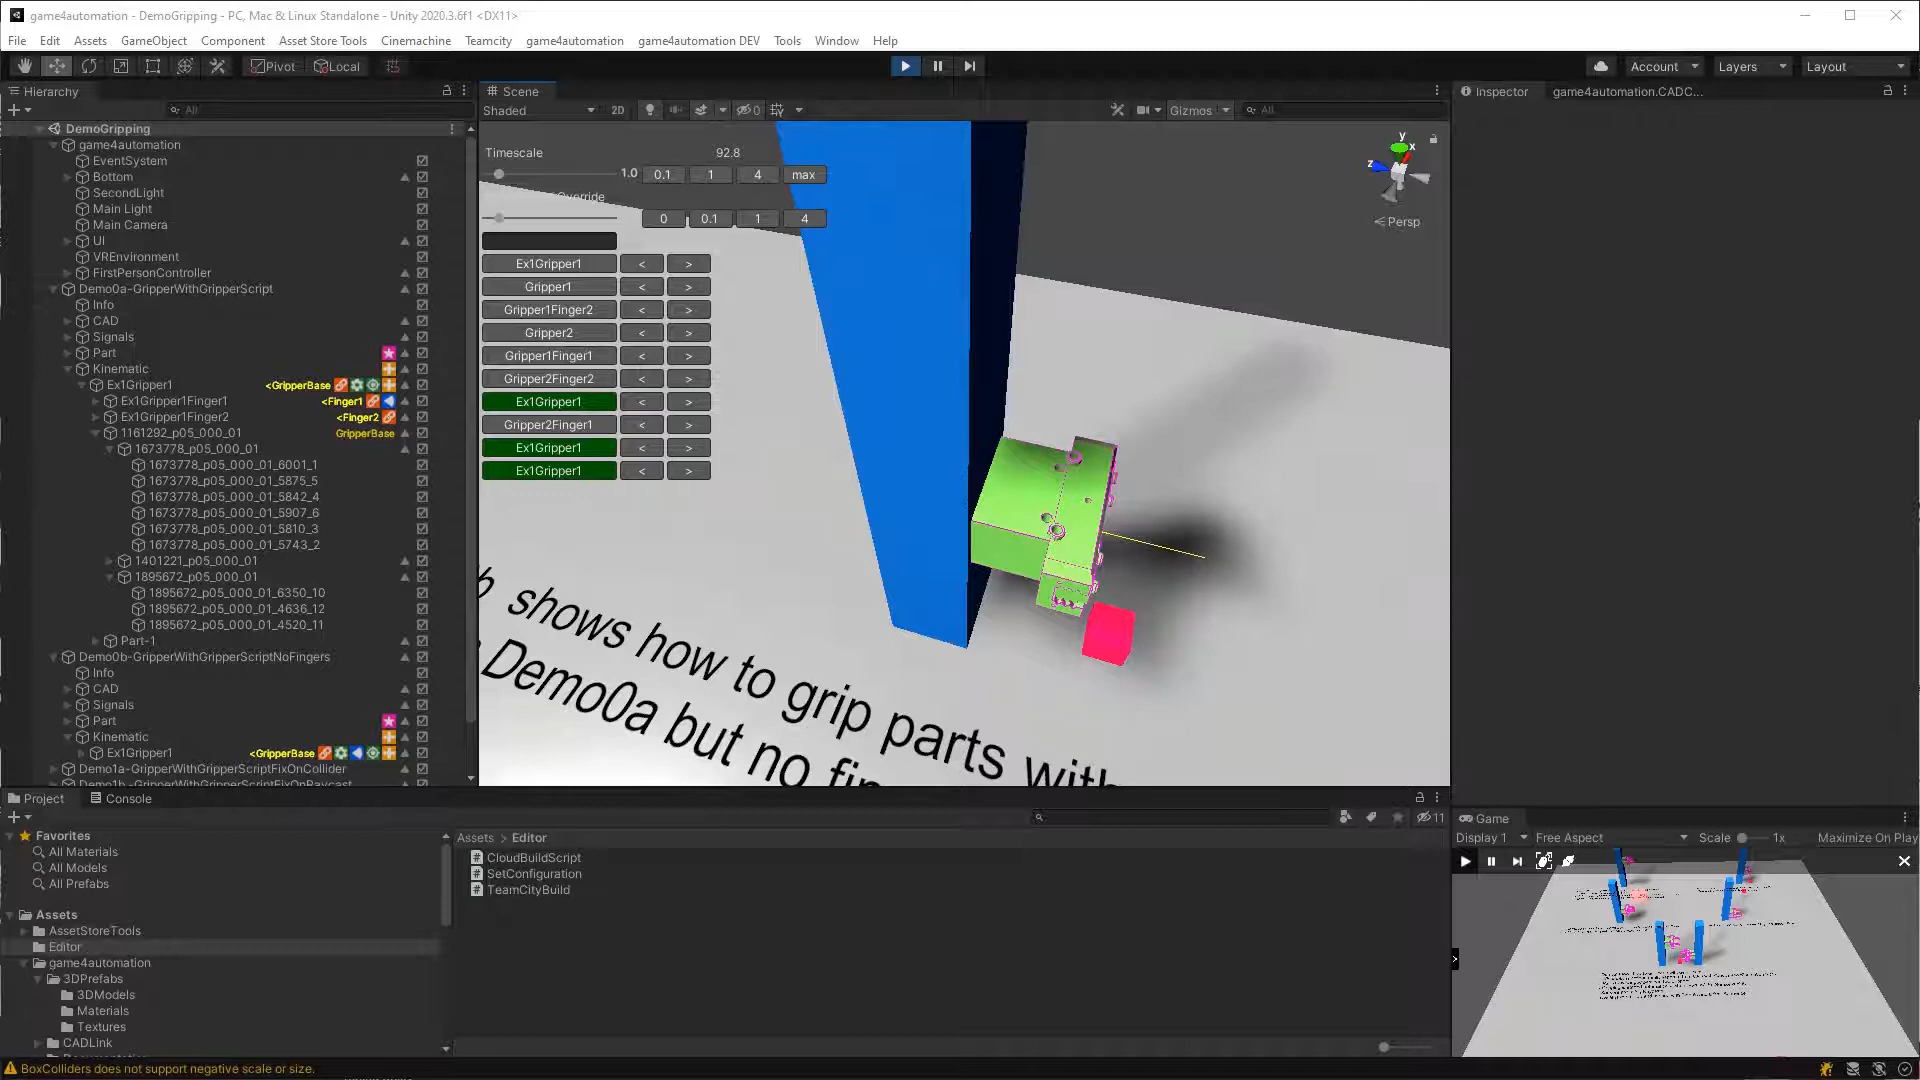 game4automation - DemoGripping - PC, Mac & Linux Standalone - Unity 2020.3.6f1 <DX11>
File Edit Assets GameObject Component Asset Store Tools Cinemachine Teamcity game4automation game4automation DEV Tools Window Help
Pivot Local Account Layers Layout
Hierarchy
All
DemoGripping
game4automation
EventSystem
Bottom
SecondLight
Main Light
Main Camera
UI
VREnvironment
FirstPersonController
Demo0a-GripperWithGripperScript
Info
CAD
Signals
Part
Kinematic
Ex1Gripper1 <GripperBase
Ex1Gripper1Finger1 <Finger1
Ex1Gripper1Finger2 <Finger2
1161292_p05_000_01 GripperBase
1673778_p05_000_01
1673778_p05_000_01_6001_1
1673778_p05_000_01_5875_5
1673778_p05_000_01_5842_4
1673778_p05_000_01_5907_6
1673778_p05_000_01_5810_3
1673778_p05_000_01_5743_2
1401221_p05_000_01
1895672_p05_000_01
1895672_p05_000_01_6350_10
1895672_p05_000_01_4636_12
1895672_p05_000_01_4520_11
Part-1
Demo0b-GripperWithGripperScriptNoFingers
Info
CAD
Signals
Part
Kinematic
Ex1Gripper1 <GripperBase
Demo1a-GripperWithGripperScriptFixOnCollider
Demo1b-GripperWithGripperScriptFixOnRaycast
Scene
Shaded 2D 0 Gizmos All
Timescale 92.8
1.0 0.1 1 4 max
Override
0 0.1 1 4
Ex1Gripper1 < >
Gripper1 < >
Gripper1Finger2 < >
Gripper2 < >
Gripper1Finger1 < >
Gripper2Finger2 < >
Ex1Gripper1 < >
Gripper2Finger1 < >
Ex1Gripper1 < >
Ex1Gripper1 < >
y
x
z
< Persp
shows how to grip parts with
Demo0a but no fin
Inspector game4automation.CADC...
Project Console
11
Favorites
All Materials
All Models
All Prefabs
Assets
AssetStoreTools
Editor
game4automation
3DPrefabs
3DModels
Materials
Textures
CADLink
Assets > Editor
CloudBuildScript
SetConfiguration
TeamCityBuild
Game
Display 1 Free Aspect Scale 1x Maximize On Play
BoxColliders does not support negative scale or size.